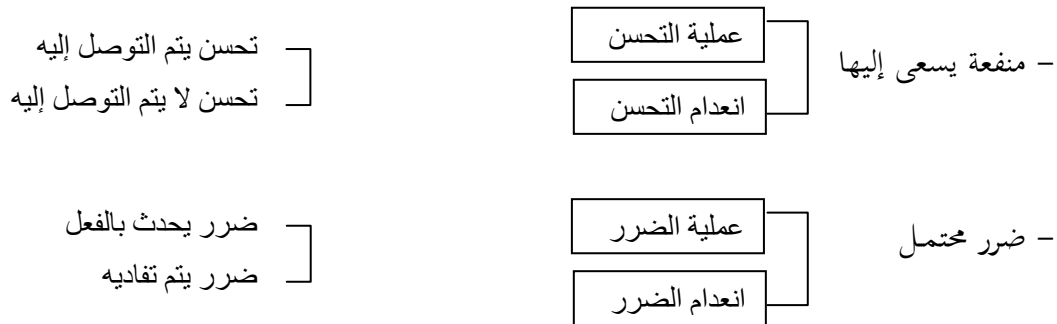 – منفعة يسعى إليها
عملية التحسن
انعدام التحسن
تحسن يتم التوصل إليه
تحسن لا يتم التوصل إليه
– ضرر محتمل
عملية الضرر
انعدام الضرر
ضرر يحدث بالفعل
ضرر يتم تفاديه